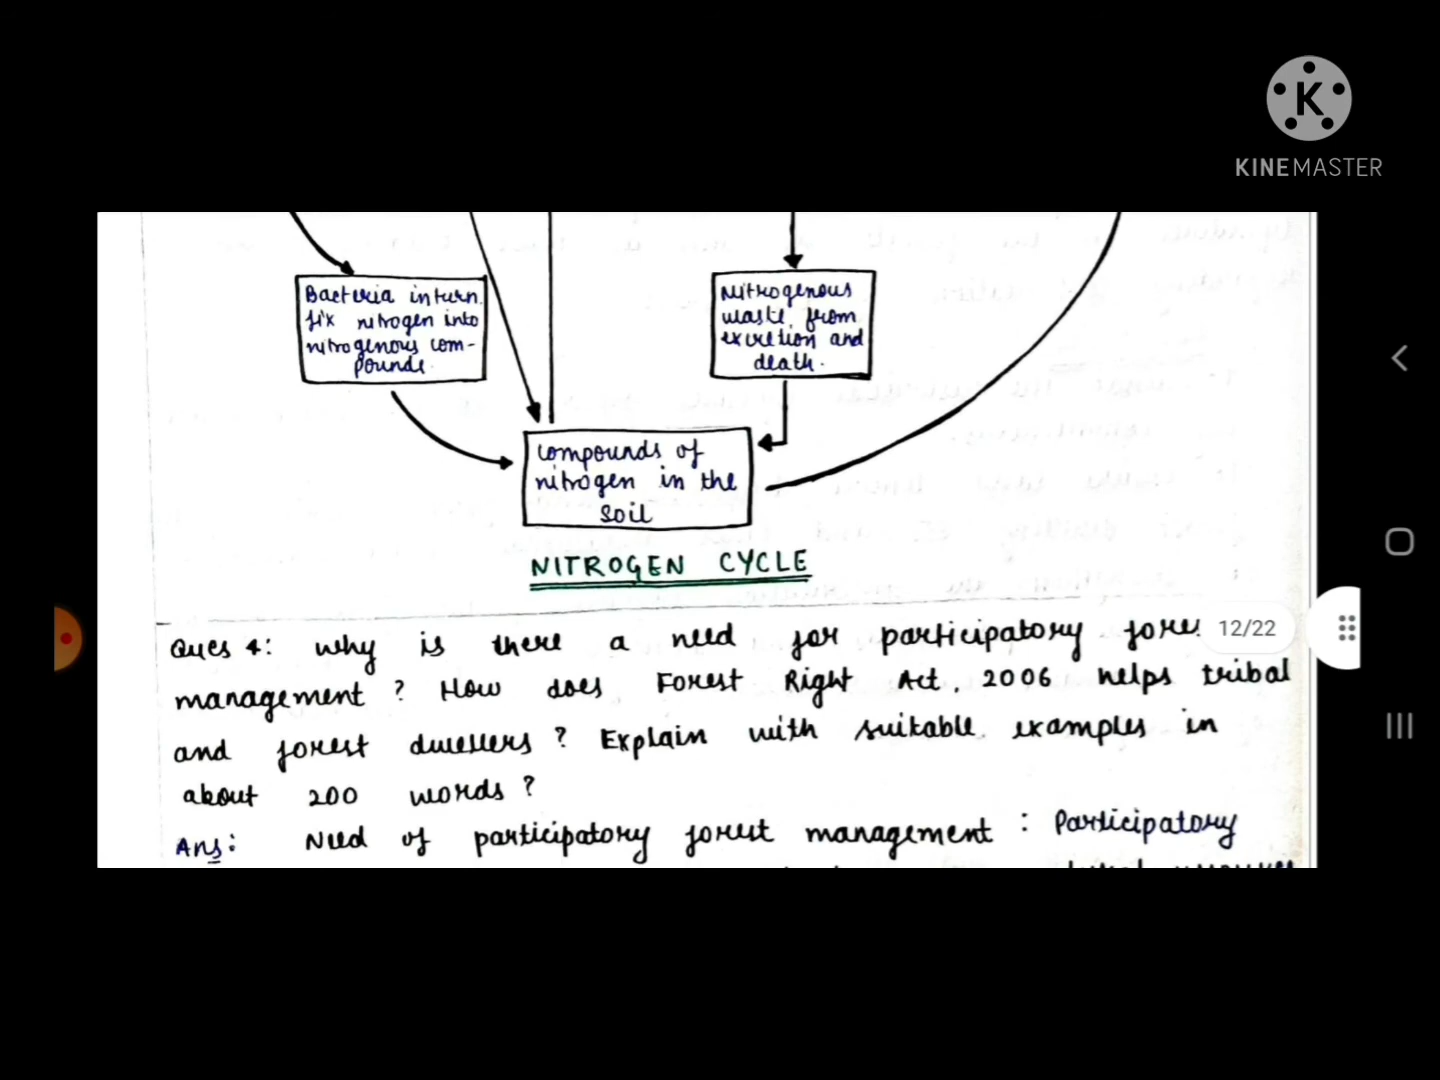 KINEMASTER
Bacteria in turn
fix nitrogen into
nitrogenous com-
pounds.
Nitrogenous
waste from
excretion and
death.
compounds of
nitrogen in the
soil
NITROGEN CYCLE
Ques 4: why is there a need for participatory fores
12/22
management ? How does Forest Right Act, 2006 helps tribal
and forest dwellers ? Explain with suitable examples in
about 200 words ?
Ans: Need of participatory forest management : Participatory